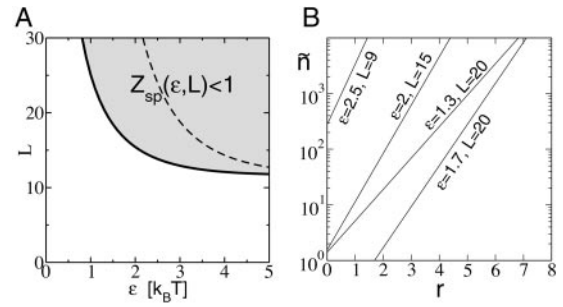 A
30
20
10
0
L
Z_sp(ε,L)<1
0 1 2 3 4 5
ε [k_BT]
B
ñ
10^3
10^2
10^1
10^0
ε=2.5, L=9
ε=2, L=15
ε=1.3, L=20
ε=1.7, L=20
0 1 2 3 4 5 6 7 8
r